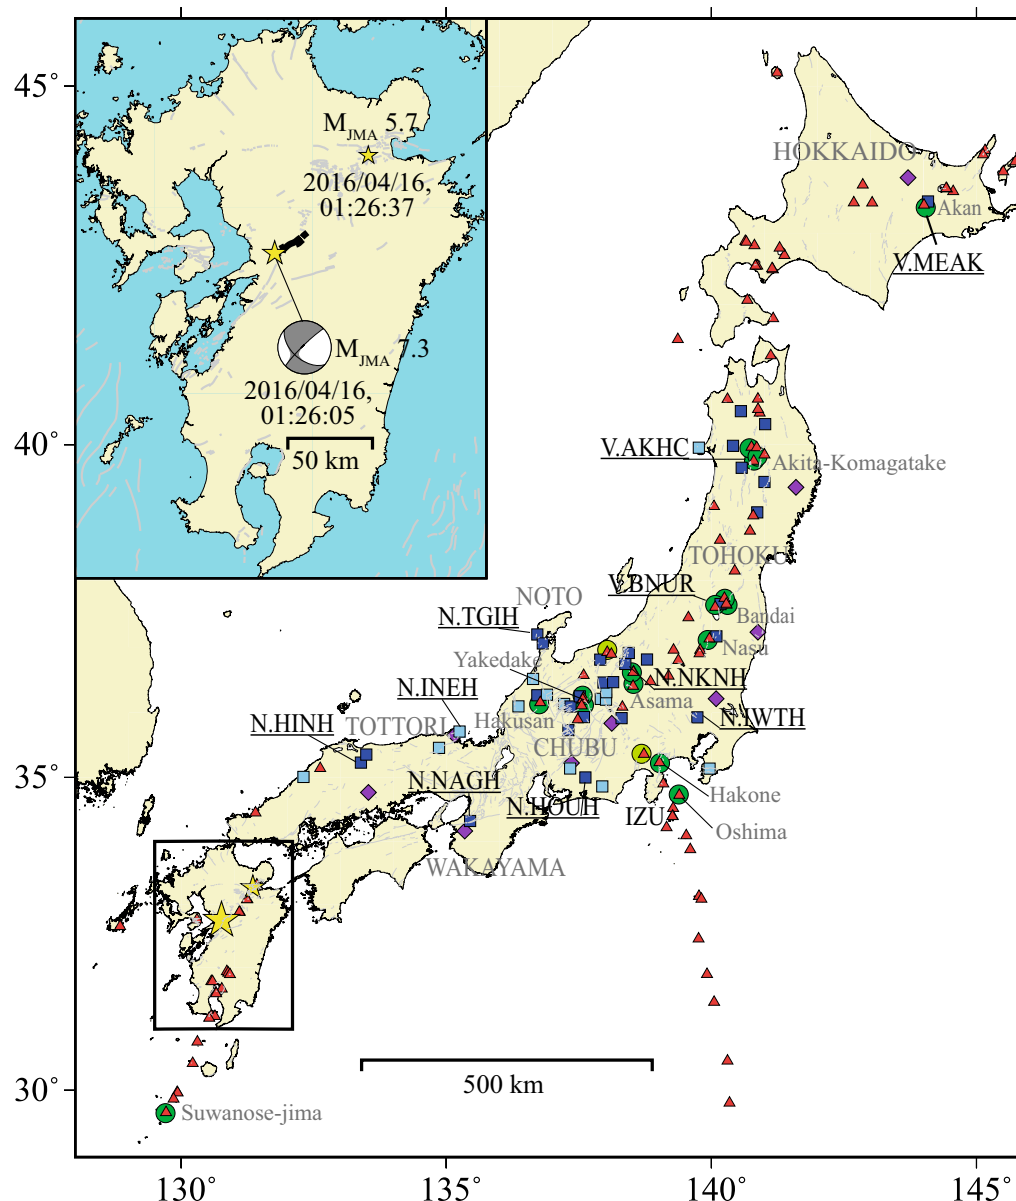 45°
40°
35°
30°
130°
135°
140°
145°
M JMA 5.7
2016/04/16,
01:26:37
M JMA 7.3
2016/04/16,
01:26:05
50 km
HOKKAIDO
Akan
V.MEAK
V.AKHC
Akita-Komagatake
TOHOKU
V.BNUR
Bandai
NOTO
N.TGIH
Nasu
Yakedake
N.NKNH
N.INEH
Asama
N.HINH
TOTTORI
Hakusan
N.IWTH
CHUBU
N.NAGH
N.HOUH
Hakone
IZU
Oshima
WAKAYAMA
500 km
Suwanose-jima